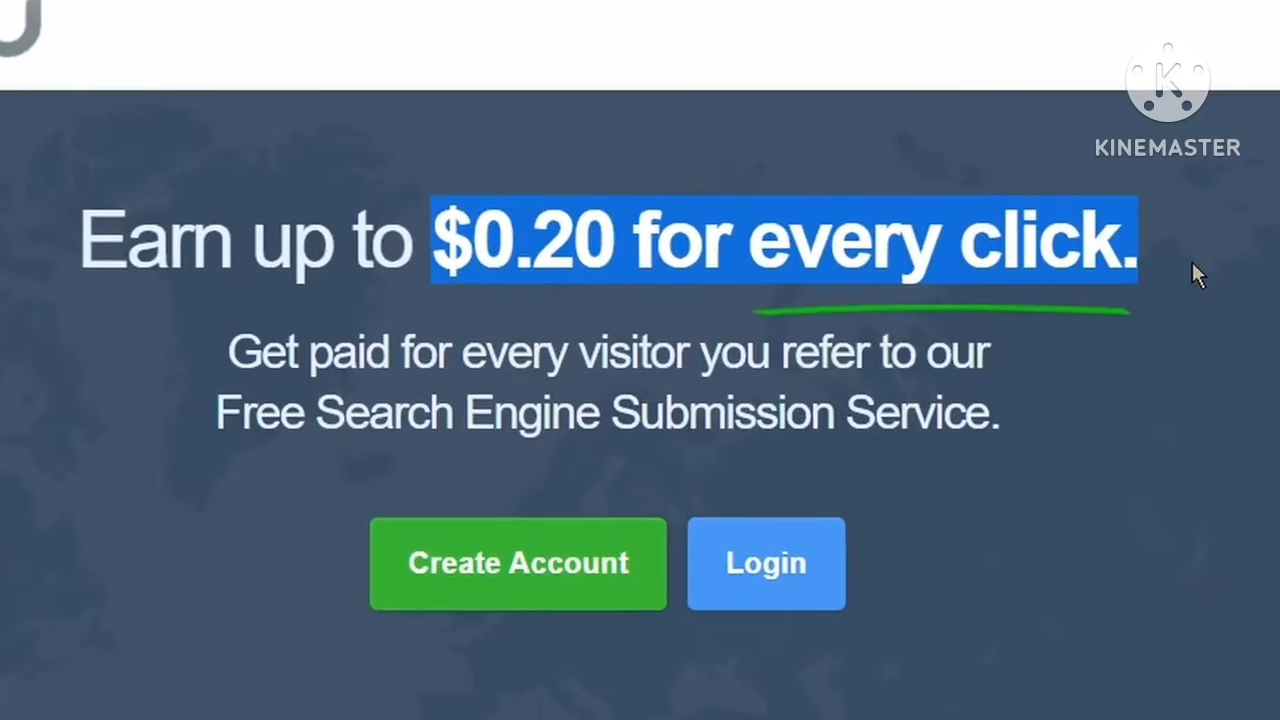 KINEMASTER
Earn up to $0.20 for every click.
Get paid for every visitor you refer to our
Free Search Engine Submission Service.
Create Account
Login